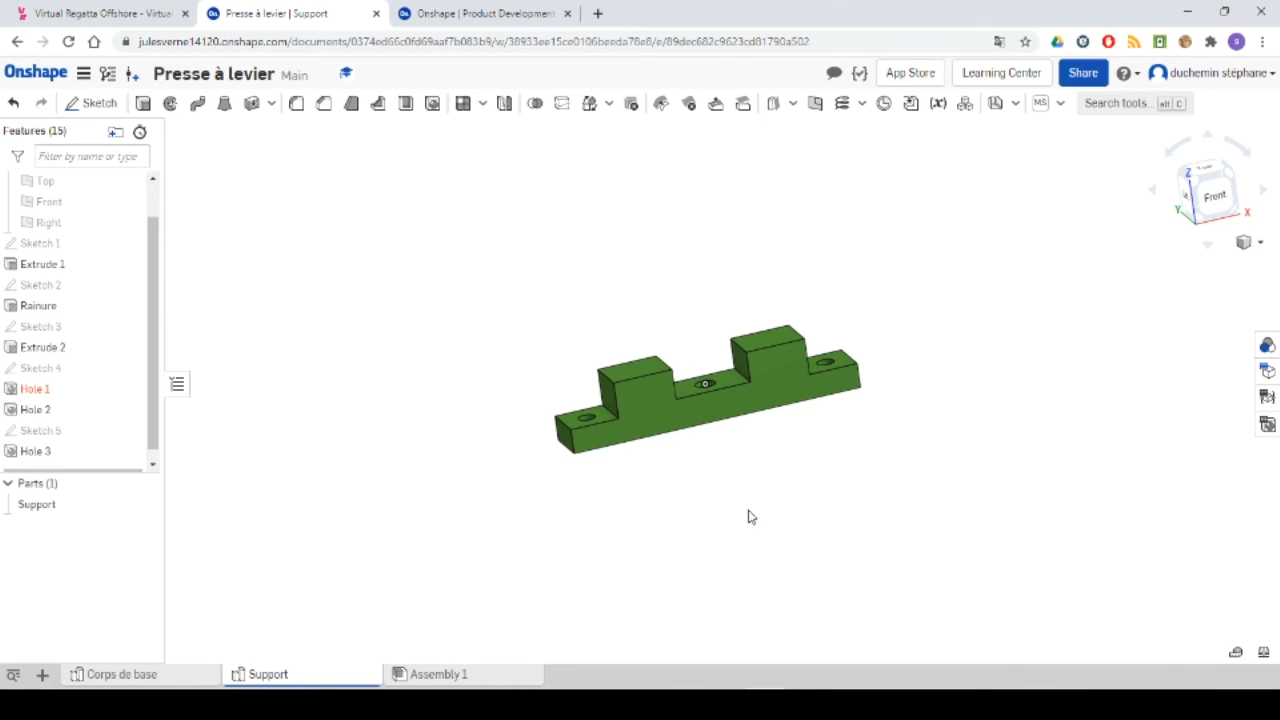 Virtual Regatta Offshore - Virtual
Presse à levier | Support
Onshape | Product Development
julesverne14120.onshape.com/documents/0374ed66c0fd69aaf7b083b9/w/38933ee15ce0106beeda78e8/e/89dec682c9623cd81790a502
Onshape
Presse à levier Main
App Store
Learning Center
Share
duchemin stéphane
Sketch
MS
Search tools... alt C
Features (15)
Filter by name or type
Top
Front
Right
Sketch 1
Extrude 1
Sketch 2
Rainure
Sketch 3
Extrude 2
Sketch 4
Hole 1
Hole 2
Sketch 5
Hole 3
Parts (1)
Support
Z
Front
Y
X
Corps de base
Support
Assembly 1